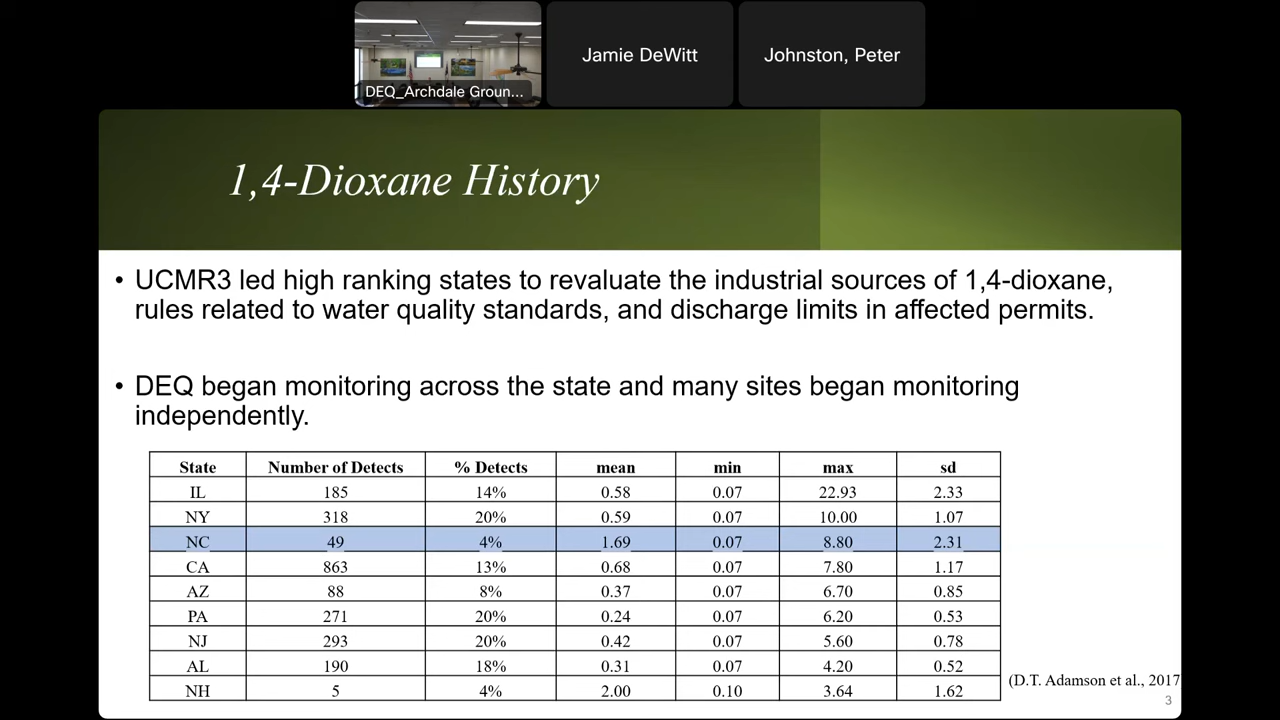 DEQ_Archdale Groun...
Jamie DeWitt
Johnston, Peter
1,4-Dioxane History
• UCMR3 led high ranking states to revaluate the industrial sources of 1,4-dioxane,
rules related to water quality standards, and discharge limits in affected permits.
• DEQ began monitoring across the state and many sites began monitoring
independently.
State Number of Detects % Detects mean min max sd
IL 185 14% 0.58 0.07 22.93 2.33
NY 318 20% 0.59 0.07 10.00 1.07
NC 49 4% 1.69 0.07 8.80 2.31
CA 863 13% 0.68 0.07 7.80 1.17
AZ 88 8% 0.37 0.07 6.70 0.85
PA 271 20% 0.24 0.07 6.20 0.53
NJ 293 20% 0.42 0.07 5.60 0.78
AL 190 18% 0.31 0.07 4.20 0.52
NH 5 4% 2.00 0.10 3.64 1.62
(D.T. Adamson et al., 2017
3